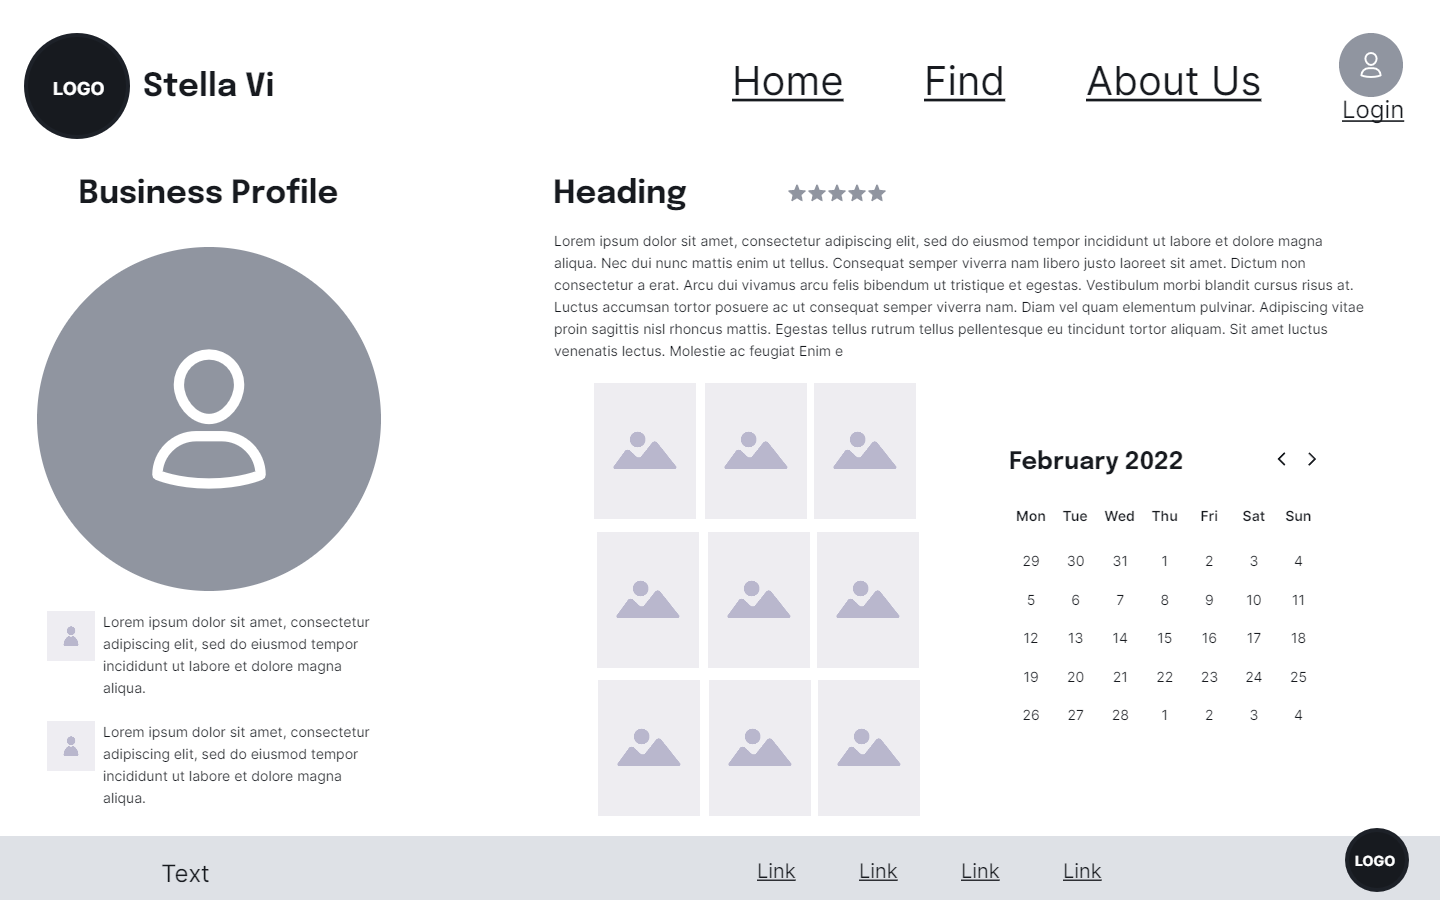 LOGO
Stella Vi
Home
Find
About Us
Login
Business Profile
Lorem ipsum dolor sit amet, consectetur
adipiscing elit, sed do eiusmod tempor
incididunt ut labore et dolore magna
aliqua.
Lorem ipsum dolor sit amet, consectetur
adipiscing elit, sed do eiusmod tempor
incididunt ut labore et dolore magna
aliqua.
Heading
Lorem ipsum dolor sit amet, consectetur adipiscing elit, sed do eiusmod tempor incididunt ut labore et dolore magna
aliqua. Nec dui nunc mattis enim ut tellus. Consequat semper viverra nam libero justo laoreet sit amet. Dictum non
consectetur a erat. Arcu dui vivamus arcu felis bibendum ut tristique et egestas. Vestibulum morbi blandit cursus risus at.
Luctus accumsan tortor posuere ac ut consequat semper viverra nam. Diam vel quam elementum pulvinar. Adipiscing vitae
proin sagittis nisl rhoncus mattis. Egestas tellus rutrum tellus pellentesque eu tincidunt tortor aliquam. Sit amet luctus
venenatis lectus. Molestie ac feugiat Enim e
February 2022
Mon Tue Wed Thu Fri Sat Sun
29 30 31 1 2 3 4
5 6 7 8 9 10 11
12 13 14 15 16 17 18
19 20 21 22 23 24 25
26 27 28 1 2 3 4
Text
Link
Link
Link
Link
LOGO